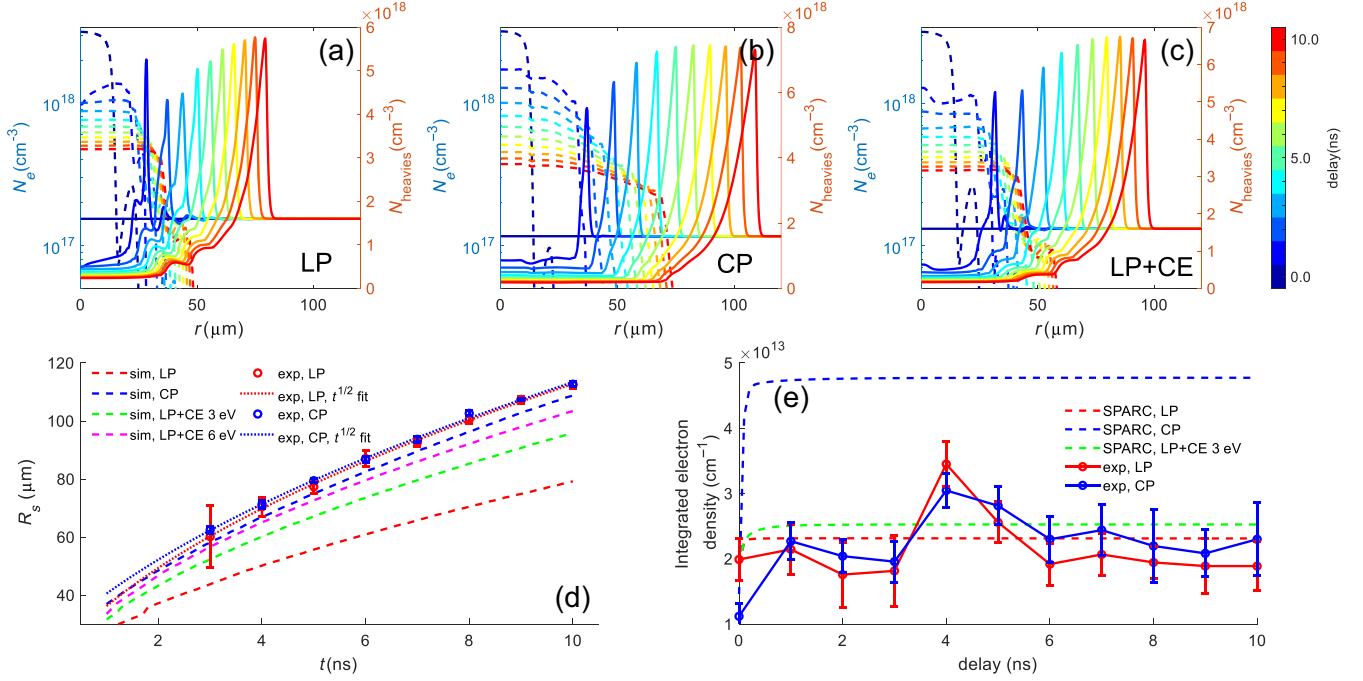 ×10^18
×10^18
×10^18
(a)
(b)
(c)
6
5
4
3
2
1
0
8
6
4
2
0
7
6
5
4
3
2
1
0
10^18
10^17
10^18
10^17
10^18
10^17
N_e (cm^-3)
N_heavies (cm^-3)
N_e (cm^-3)
N_heavies (cm^-3)
N_e (cm^-3)
N_heavies (cm^-3)
10.0
5.0
0.0
delay(ns)
LP
CP
LP+CE
0 50 100
0 50 100
0 50 100
r(μm)
r(μm)
r(μm)
120
100
80
60
40
R_s (μm)
sim, LP
sim, CP
sim, LP+CE 3 eV
sim, LP+CE 6 eV
exp, LP
exp, LP, t^1/2 fit
exp, CP
exp, CP, t^1/2 fit
(d)
2 4 6 8 10
t(ns)
×10^13
5
4
3
2
1
Integrated electron
density (cm^-1)
(e)
SPARC, LP
SPARC, CP
SPARC, LP+CE 3 eV
exp, LP
exp, CP
0 2 4 6 8 10
delay (ns)